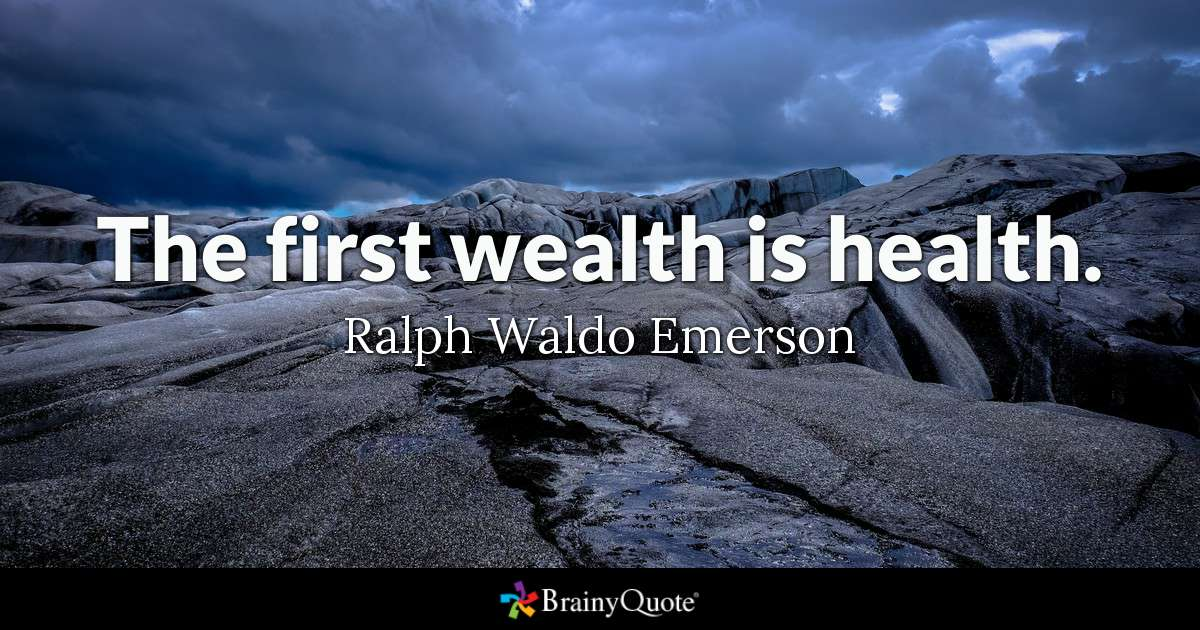 The first wealth is health.
Ralph Waldo Emerson
BrainyQuote®